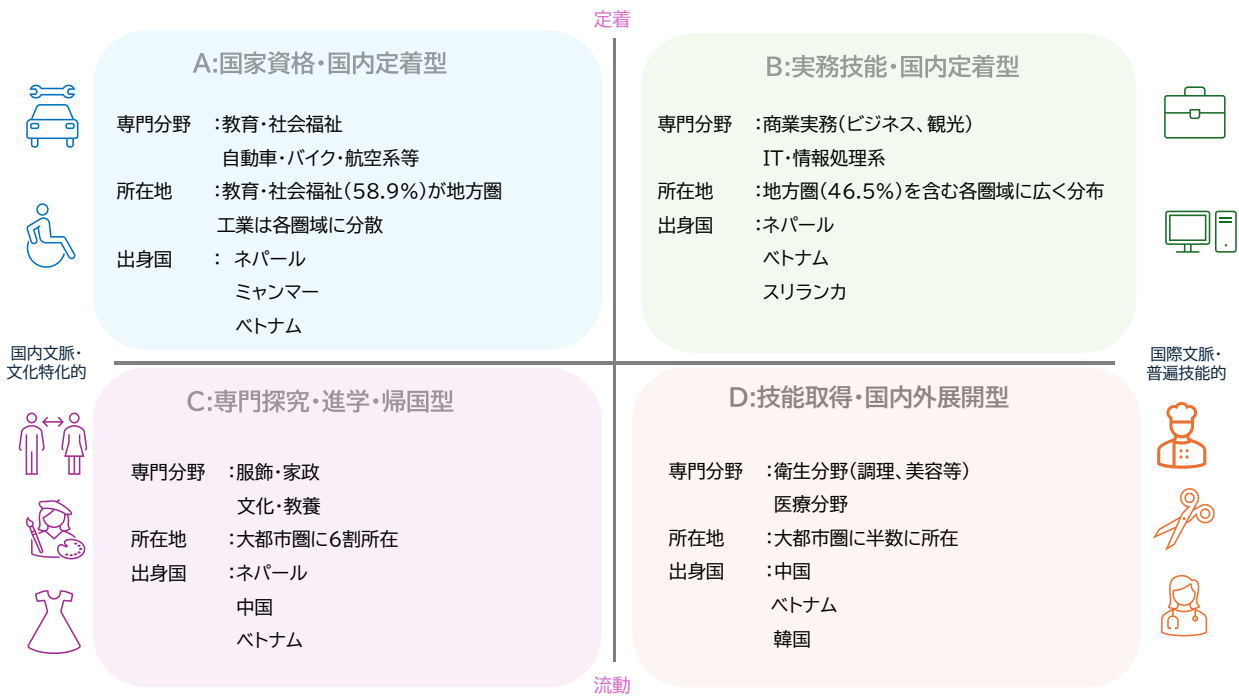 定着
A:国家資格・国内定着型
専門分野 :教育・社会福祉
自動車・バイク・航空系等
所在地 :教育・社会福祉(58.9%)が地方圏
工業は各圏域に分散
出身国 : ネパール
ミャンマー
ベトナム
B:実務技能・国内定着型
専門分野 :商業実務(ビジネス、観光)
IT・情報処理系
所在地 :地方圏(46.5%)を含む各圏域に広く分布
出身国 :ネパール
ベトナム
スリランカ
国内文脈・
文化特化的
国際文脈・
普遍技能的
C:専門探究・進学・帰国型
専門分野 :服飾・家政
文化・教養
所在地 :大都市圏に6割所在
出身国 :ネパール
中国
ベトナム
D:技能取得・国内外展開型
専門分野 :衛生分野(調理、美容等)
医療分野
所在地 :大都市圏に半数に所在
出身国 :中国
ベトナム
韓国
流動